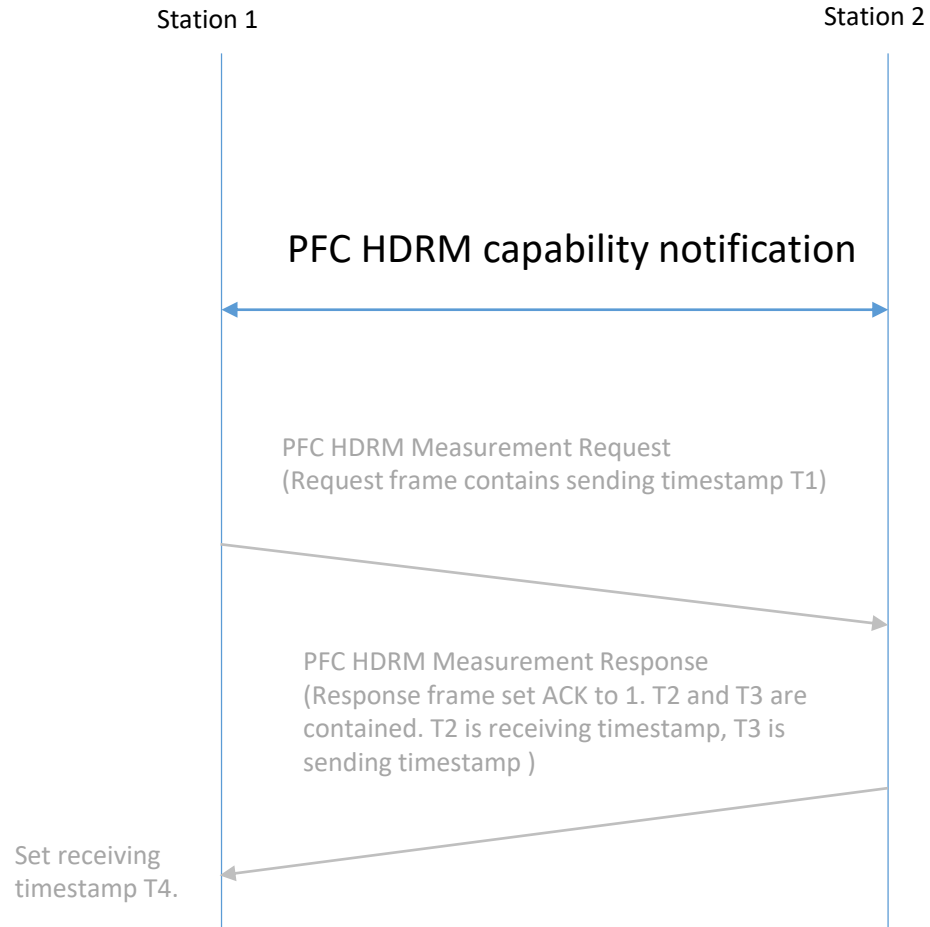 Station 1
Station 2
PFC HDRM capability notification
PFC HDRM Measurement Request
(Request frame contains sending timestamp T1)
PFC HDRM Measurement Response
(Response frame set ACK to 1. T2 and T3 are
contained. T2 is receiving timestamp, T3 is
sending timestamp )
Set receiving
timestamp T4.